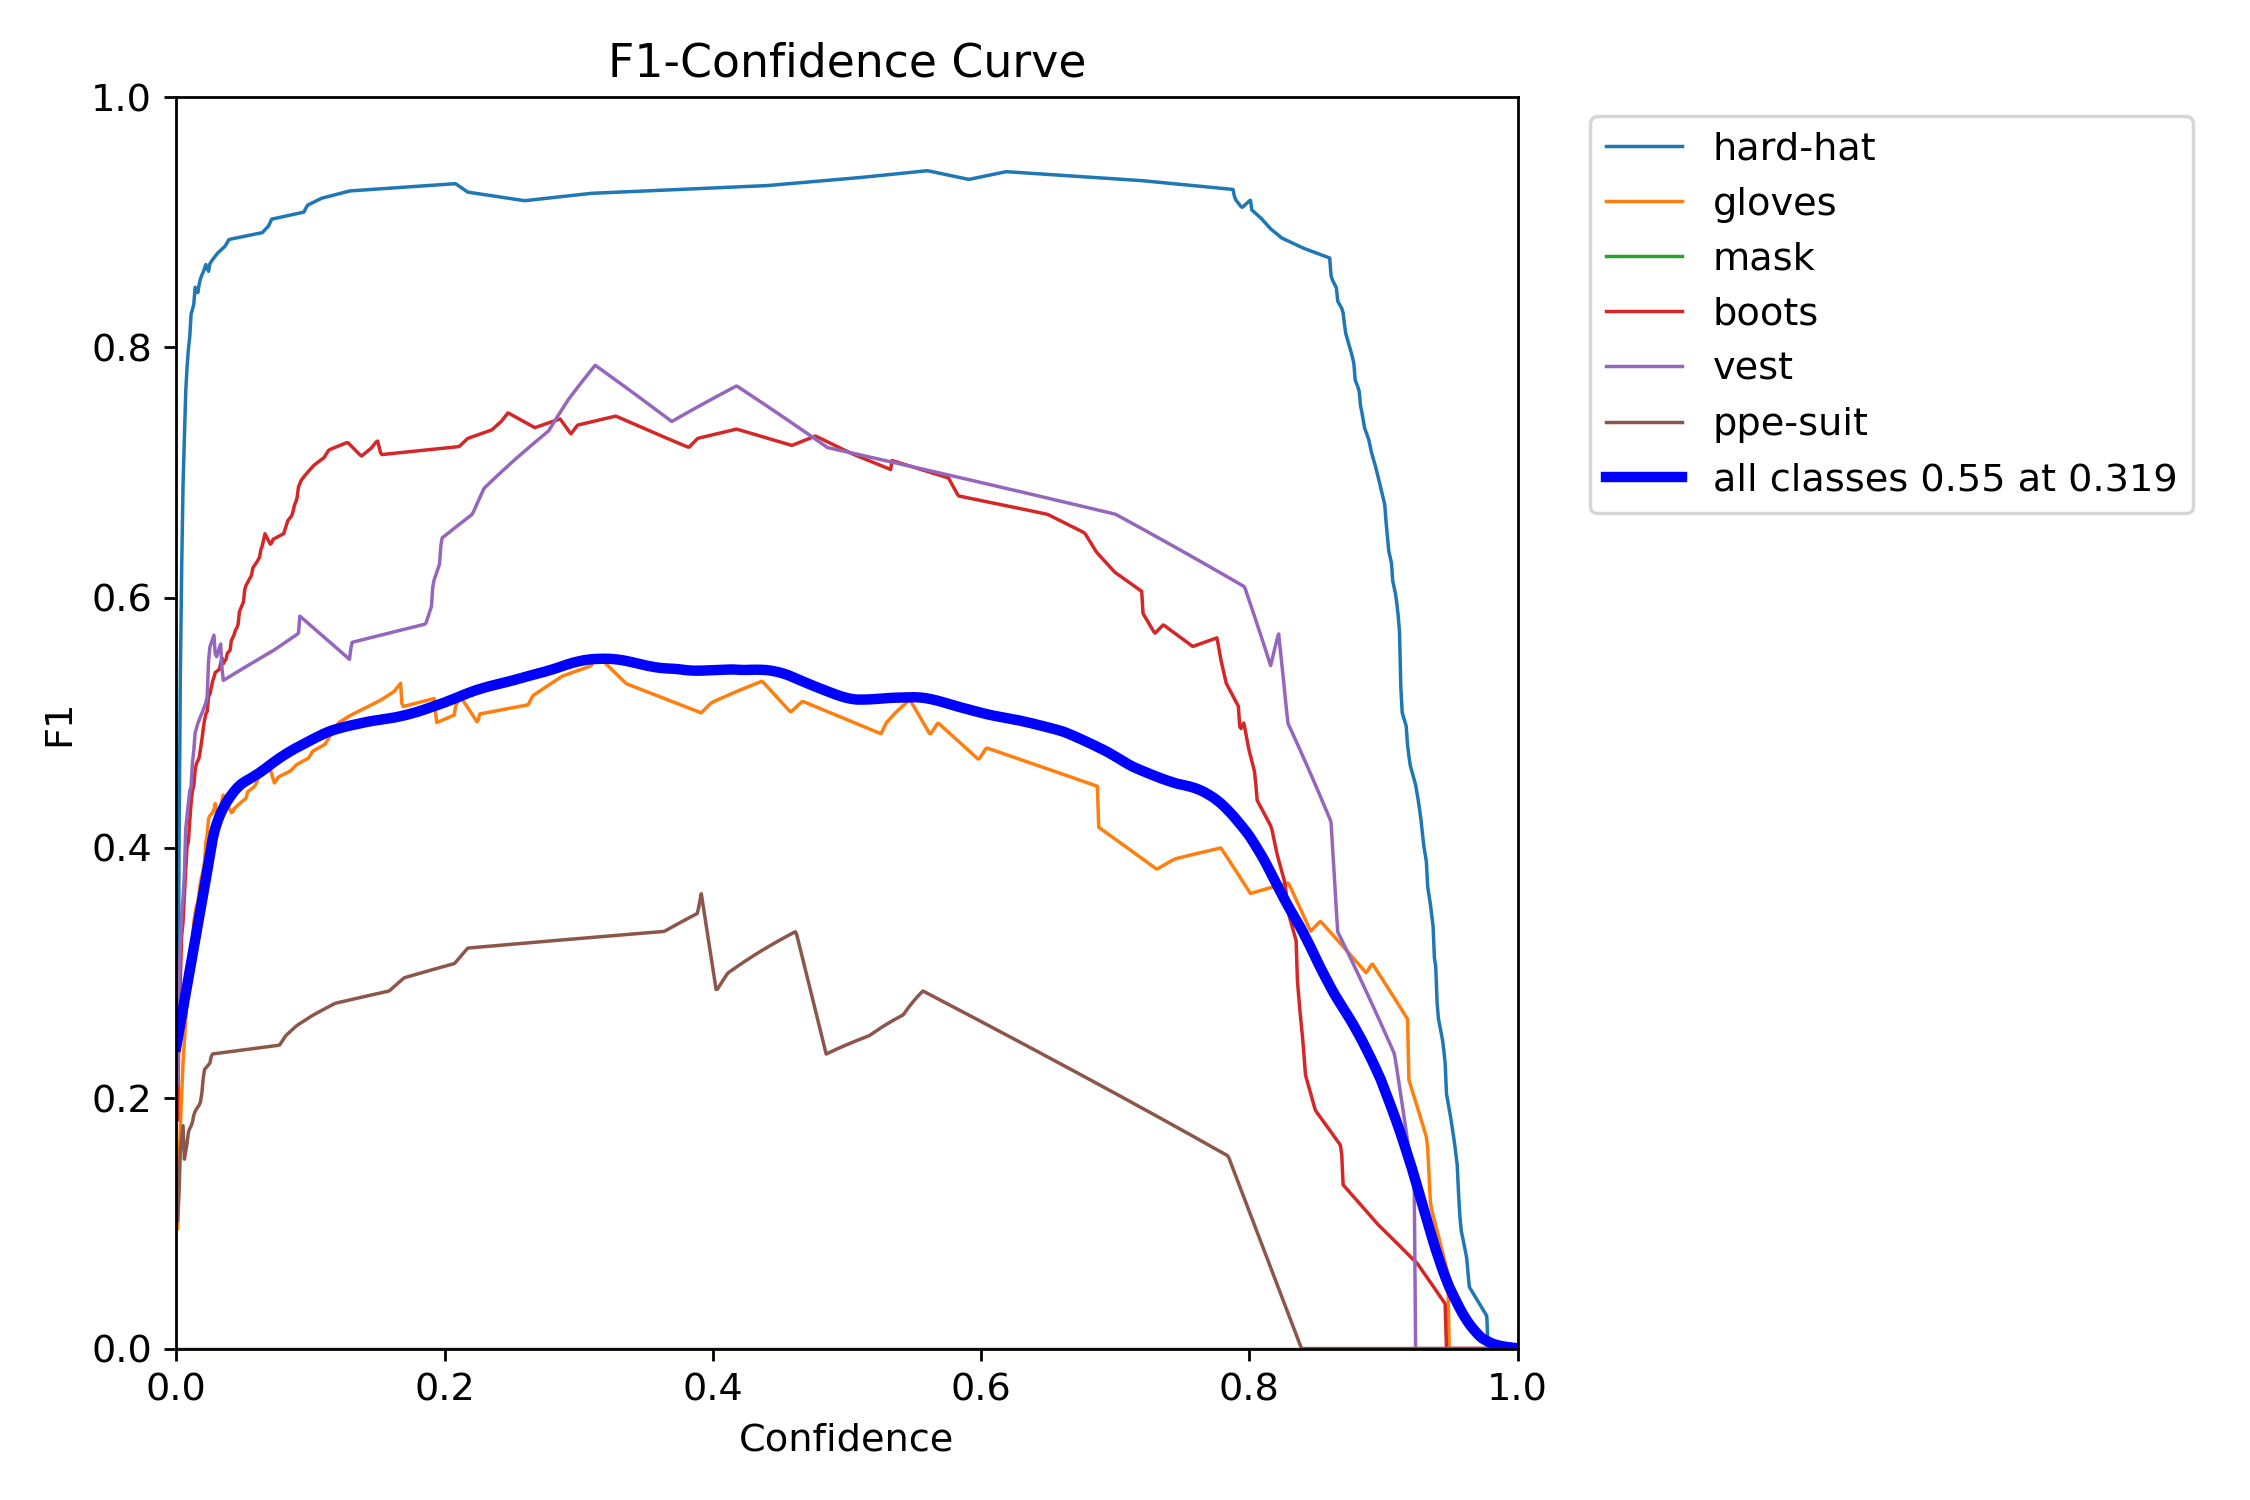 F1-Confidence Curve
1.0
0.8
0.6
0.4
0.2
0.0
F1
0.0 0.2 0.4 0.6 0.8 1.0
Confidence
hard-hat
gloves
mask
boots
vest
ppe-suit
all classes 0.55 at 0.319